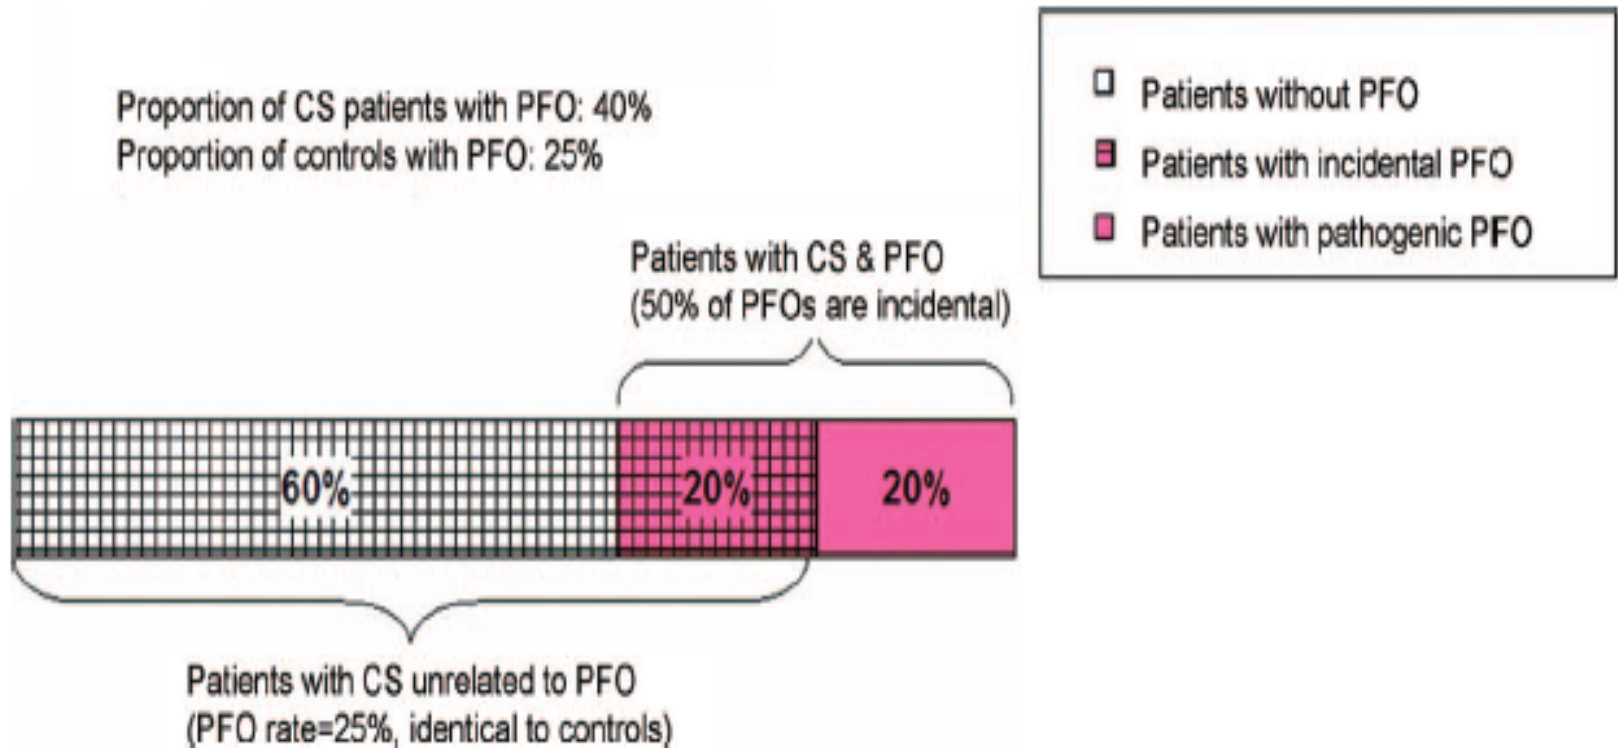 Proportion of CS patients with PFO: 40%
Proportion of controls with PFO: 25%
Patients without PFO
Patients with incidental PFO
Patients with pathogenic PFO
Patients with CS & PFO
(50% of PFOs are incidental)
60%
20%
20%
Patients with CS unrelated to PFO
(PFO rate=25%, identical to controls)